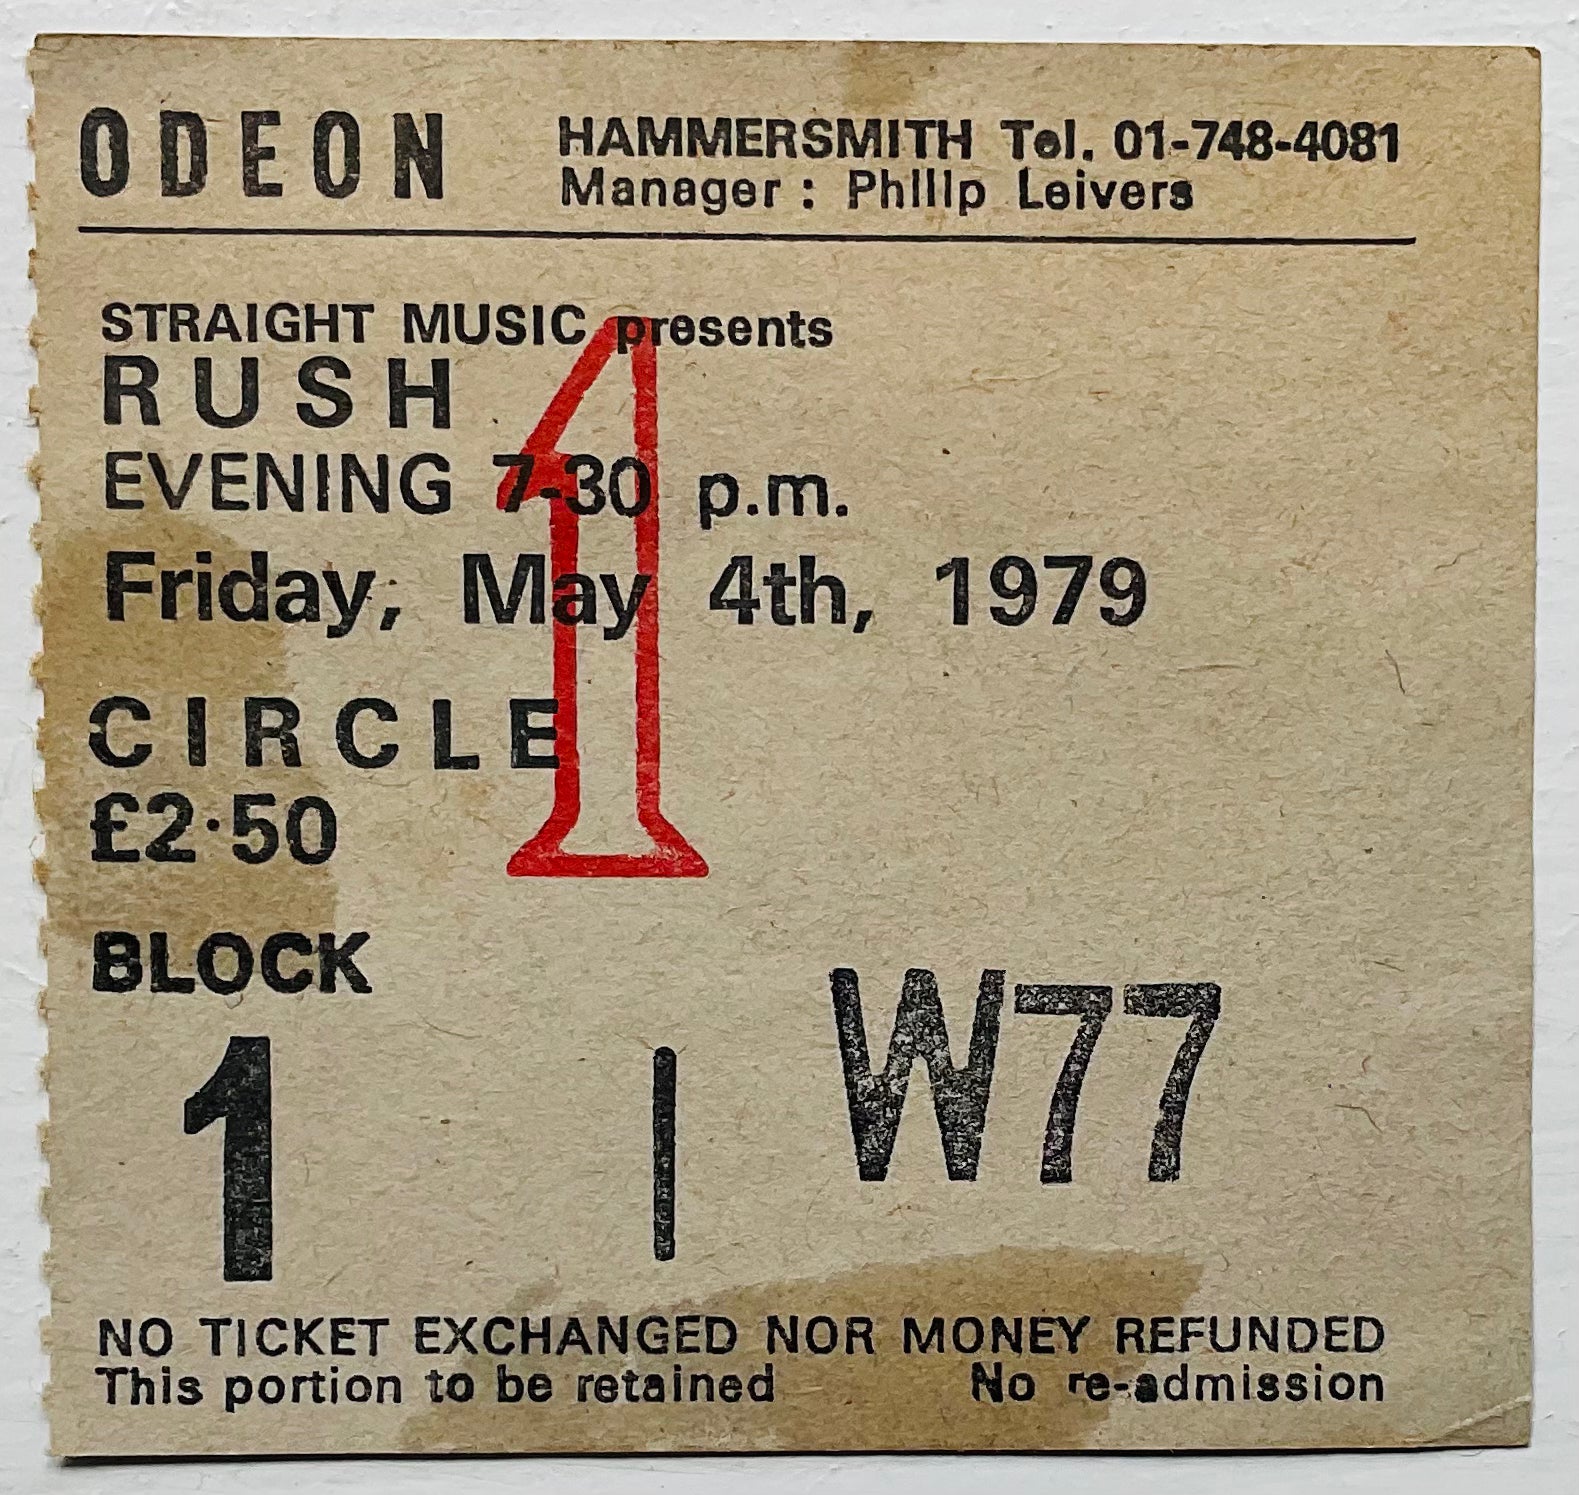 ODEON HAMMERSMITH Tel. 01-748-4081
Manager : Philip Leivers
STRAIGHT MUSIC presents
RUSH
EVENING 7-30 p.m.
Friday, May 4th, 1979
1
CIRCLE
£2·50
BLOCK
1 | W77
NO TICKET EXCHANGED NOR MONEY REFUNDED
This portion to be retained No re-admission